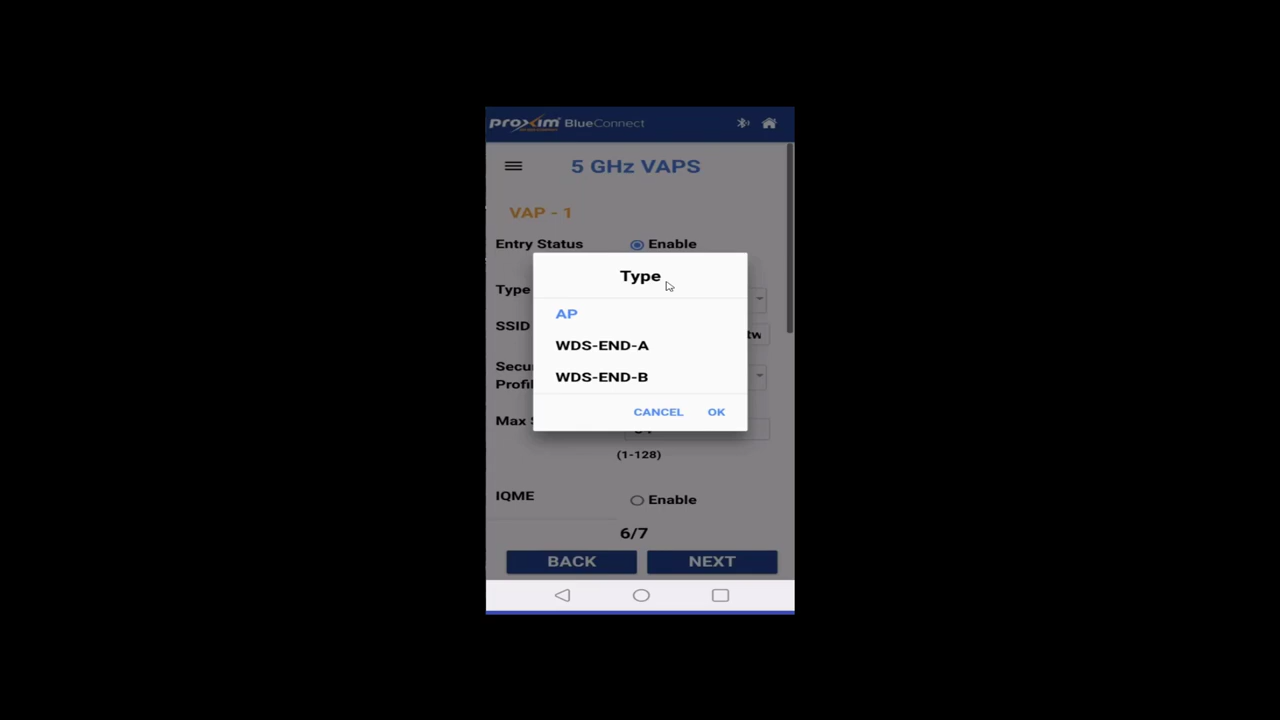 proxim BlueConnect
5 GHz VAPS
VAP - 1
Entry Status Enable
Type
Type
AP
SSID
WDS-END-A
WDS-END-B
CANCEL OK
Max
(1-128)
IQME Enable
6/7
BACK NEXT